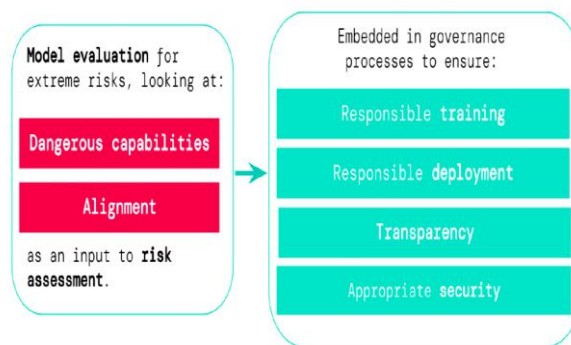 Model evaluation for
extreme risks, looking at:
Dangerous capabilities
Alignment
as an input to risk
assessment.
Embedded in governance
processes to ensure:
Responsible training
Responsible deployment
Transparency
Appropriate security